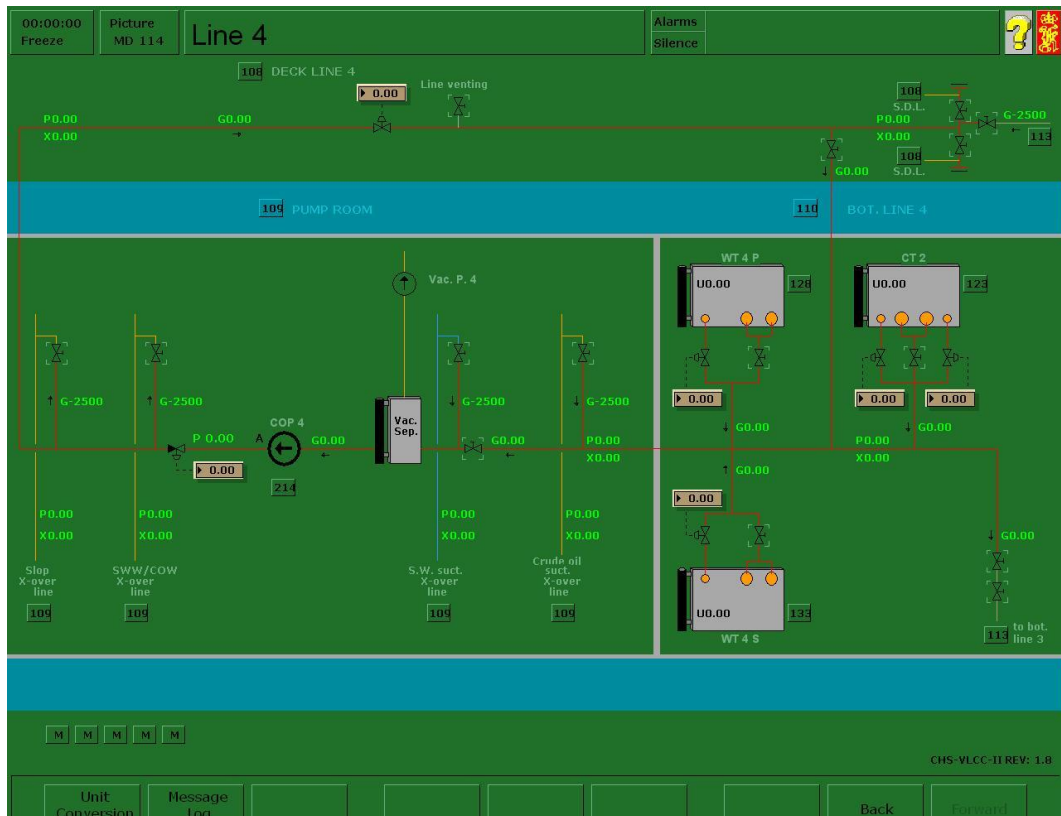 00:00:00
Freeze
Picture
MD 114
Line 4
Alarms
Silence
?
108 DECK LINE 4
0.00
Line venting
108
S.D.L.
P0.00
X0.00
G0.00
P0.00
X0.00
G-2500
113
108
S.D.L.
G0.00
109 PUMP ROOM
110 BOT. LINE 4
Vac. P. 4
WT 4 P
U0.00
128
CT 2
U0.00
123
G-2500
G-2500
G-2500
G-2500
0.00
0.00
0.00
Vac.
Sep.
COP 4
P 0.00
A
G0.00
G0.00
P0.00
X0.00
0.00
214
G0.00
G0.00
P0.00
X0.00
G0.00
0.00
P0.00
X0.00
P0.00
X0.00
P0.00
X0.00
P0.00
X0.00
G0.00
Slop
X-over
line
109
SWW/COW
X-over
line
109
S.W. suct.
X-over
line
109
Crude oil
suct.
X-over
line
109
U0.00
133
WT 4 S
113
to bot.
line 3
M M M M M
CHS-VLCC-II REV: 1.8
Unit
Conversion
Message
Log
Back
Forward